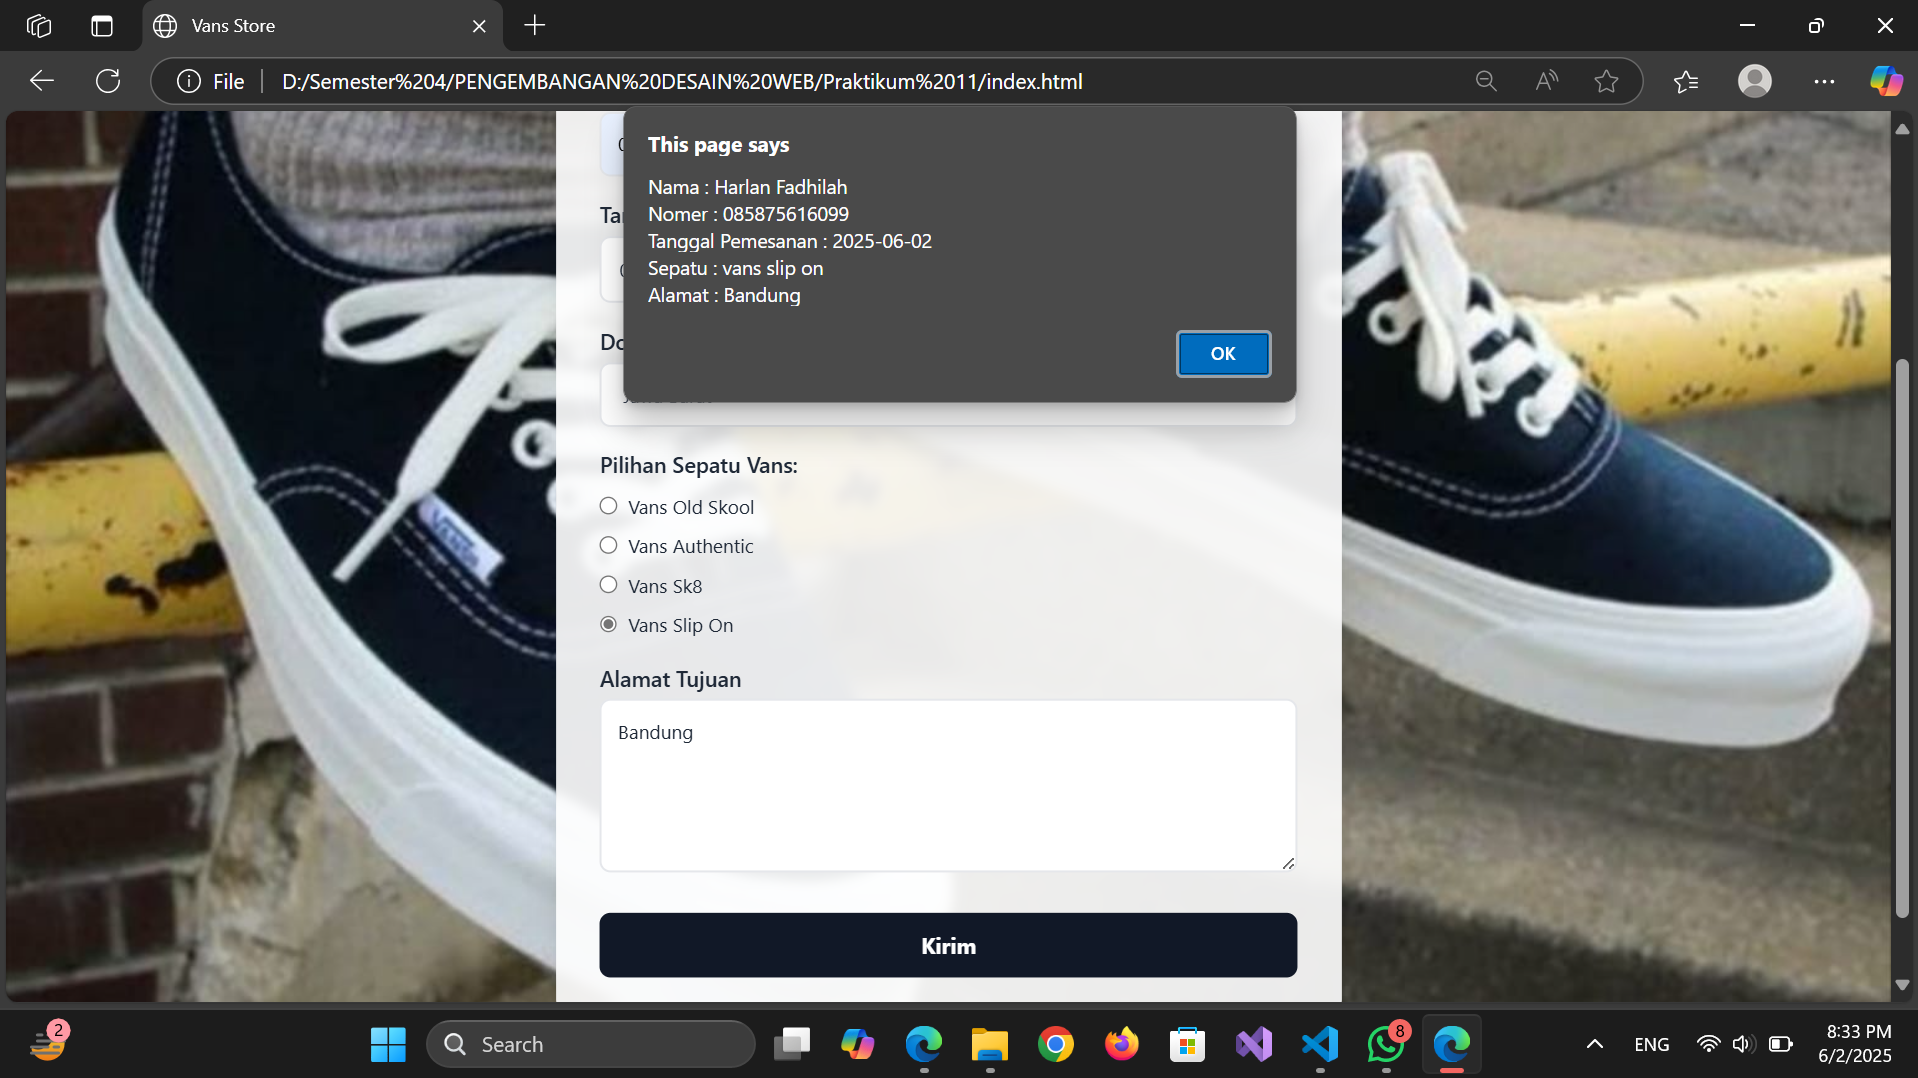 Vans Store
File
D:/Semester%204/PENGEMBANGAN%20DESAIN%20WEB/Praktikum%2011/index.html
This page says
Nama : Harlan Fadhilah
Nomer : 085875616099
Tanggal Pemesanan : 2025-06-02
Sepatu : vans slip on
Alamat : Bandung
OK
Pilihan Sepatu Vans:
Vans Old Skool
Vans Authentic
Vans Sk8
Vans Slip On
Alamat Tujuan
Bandung
Kirim
2
Search
8
ENG
8:33 PM
6/2/2025